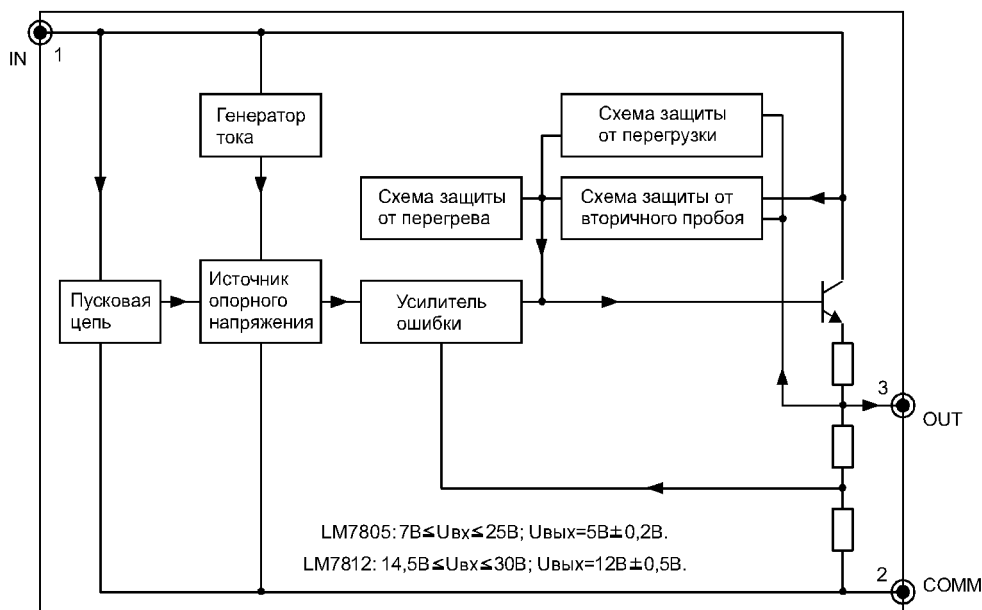 IN
1
Генератор
тока
Схема защиты
от перегрузки
Схема защиты
от перегрева
Схема защиты от
вторичного пробоя
Пусковая
цепь
Источник
опорного
напряжения
Усилитель
ошибки
3
OUT
LM7805: 7В≤Uвх≤25В; Uвых=5В±0,2В.
LM7812: 14,5В≤Uвх≤30В; Uвых=12В±0,5В.
2
COMM